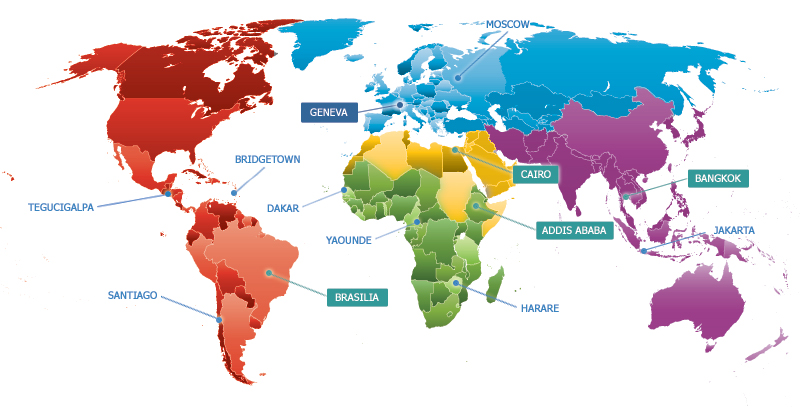 MOSCOW
GENEVA
BRIDGETOWN
CAIRO
BANGKOK
TEGUCIGALPA
DAKAR
ADDIS ABABA
JAKARTA
YAOUNDE
SANTIAGO
BRASILIA
HARARE